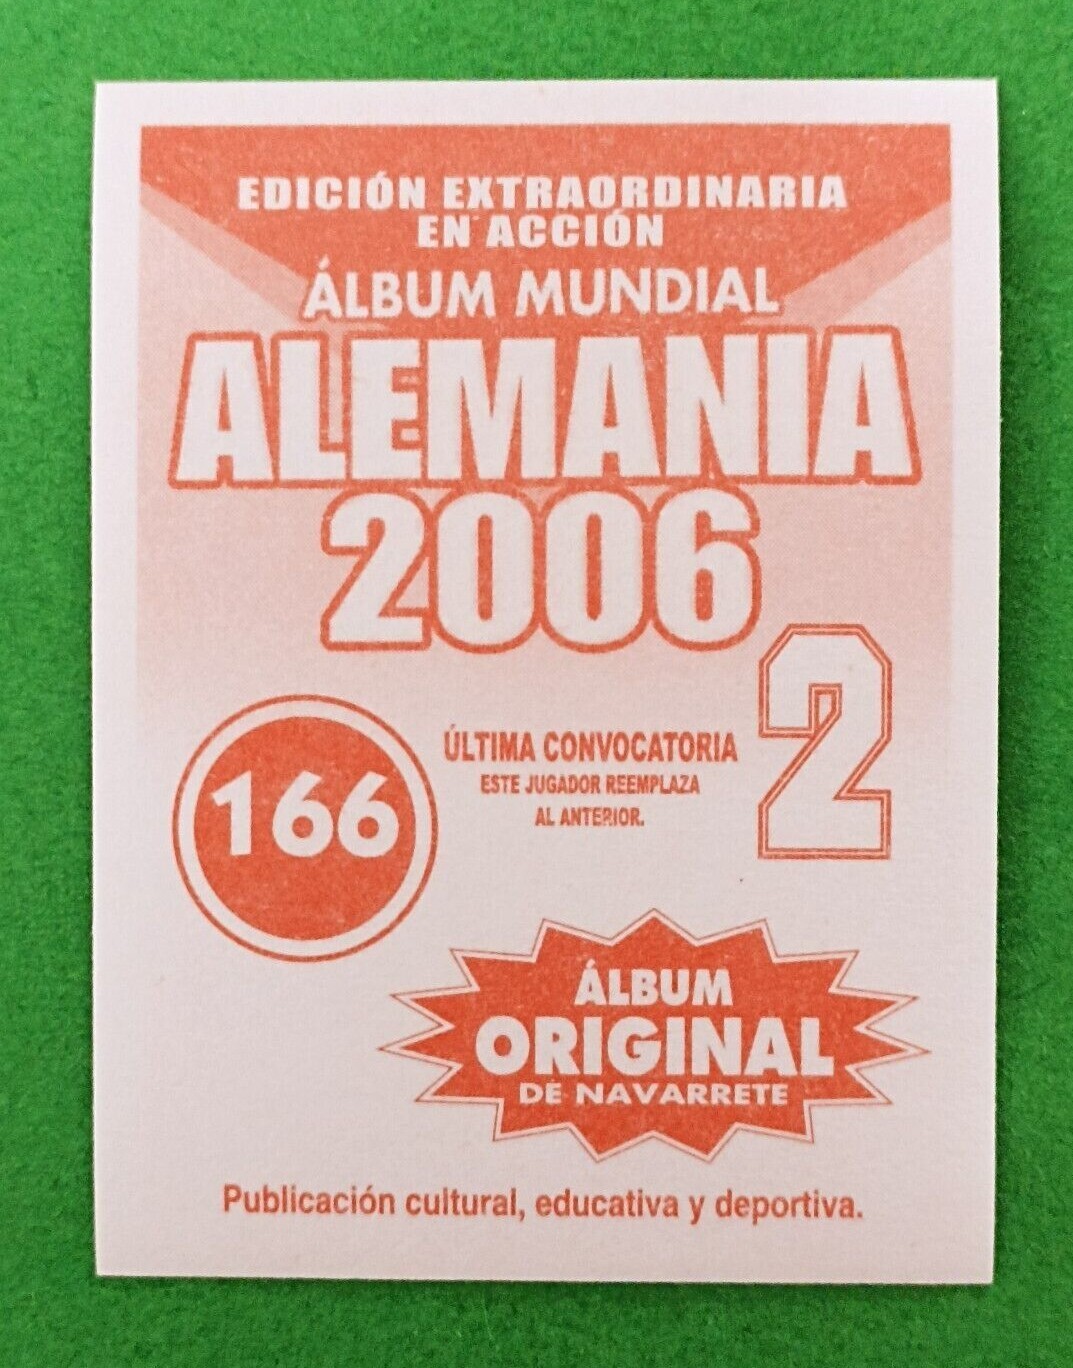 EDICIÓN EXTRAORDINARIA
EN ACCIÓN
ÁLBUM MUNDIAL
ALEMANIA
2006
2
166
ÚLTIMA CONVOCATORIA
ESTE JUGADOR REEMPLAZA
AL ANTERIOR.
ÁLBUM
ORIGINAL
DE NAVARRETE
Publicación cultural, educativa y deportiva.